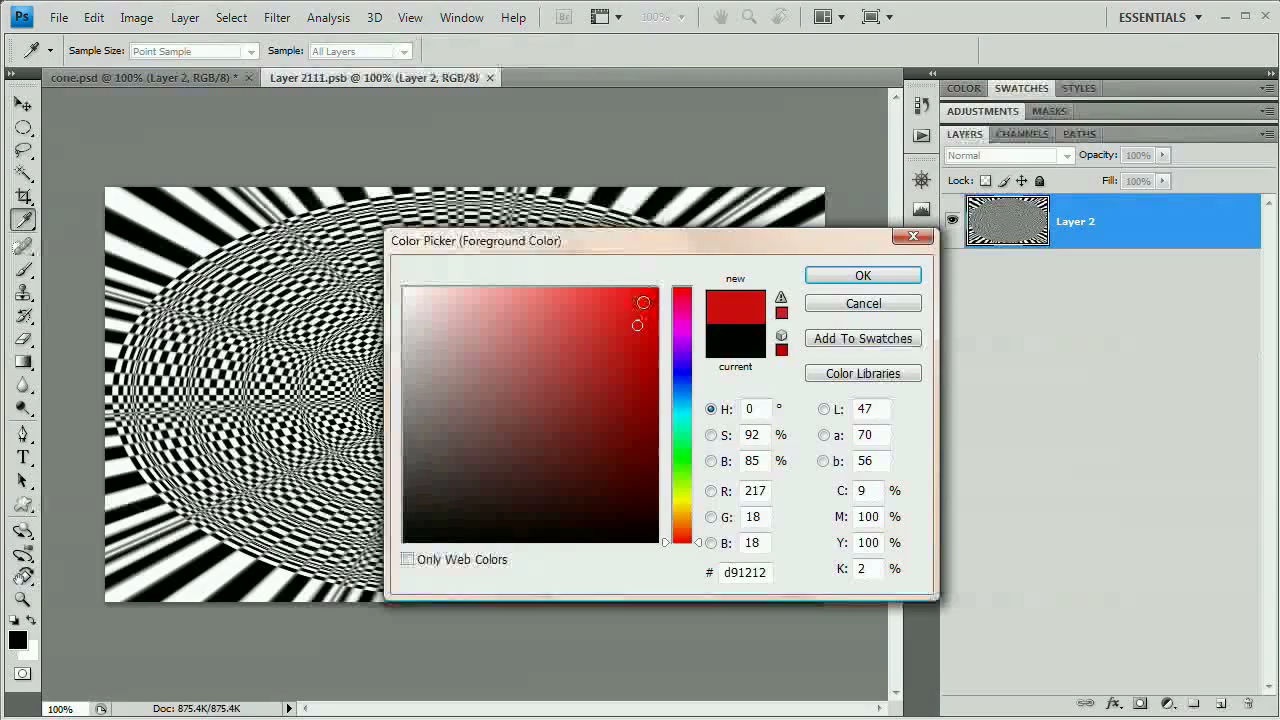 Ps File Edit Image Layer Select Filter Analysis 3D View Window Help Br 100% ESSENTIALS
Sample Size: Point Sample Sample: All Layers
cone.psd @ 100% (Layer 2, RGB/8) * Layer 2111.psb @ 100% (Layer 2, RGB/8)
COLOR SWATCHES STYLES
ADJUSTMENTS MASKS
LAYERS CHANNELS PATHS
Normal Opacity: 100%
Lock: Fill: 100%
Layer 2
Color Picker (Foreground Color)
new
OK
Cancel
Add To Swatches
current
Color Libraries
H: 0 ° L: 47
S: 92 % a: 70
B: 85 % b: 56
R: 217 C: 9 %
G: 18 M: 100 %
B: 18 Y: 100 %
Only Web Colors
# d91212 K: 2 %
T
100% Doc: 875.4K/875.4K
fx